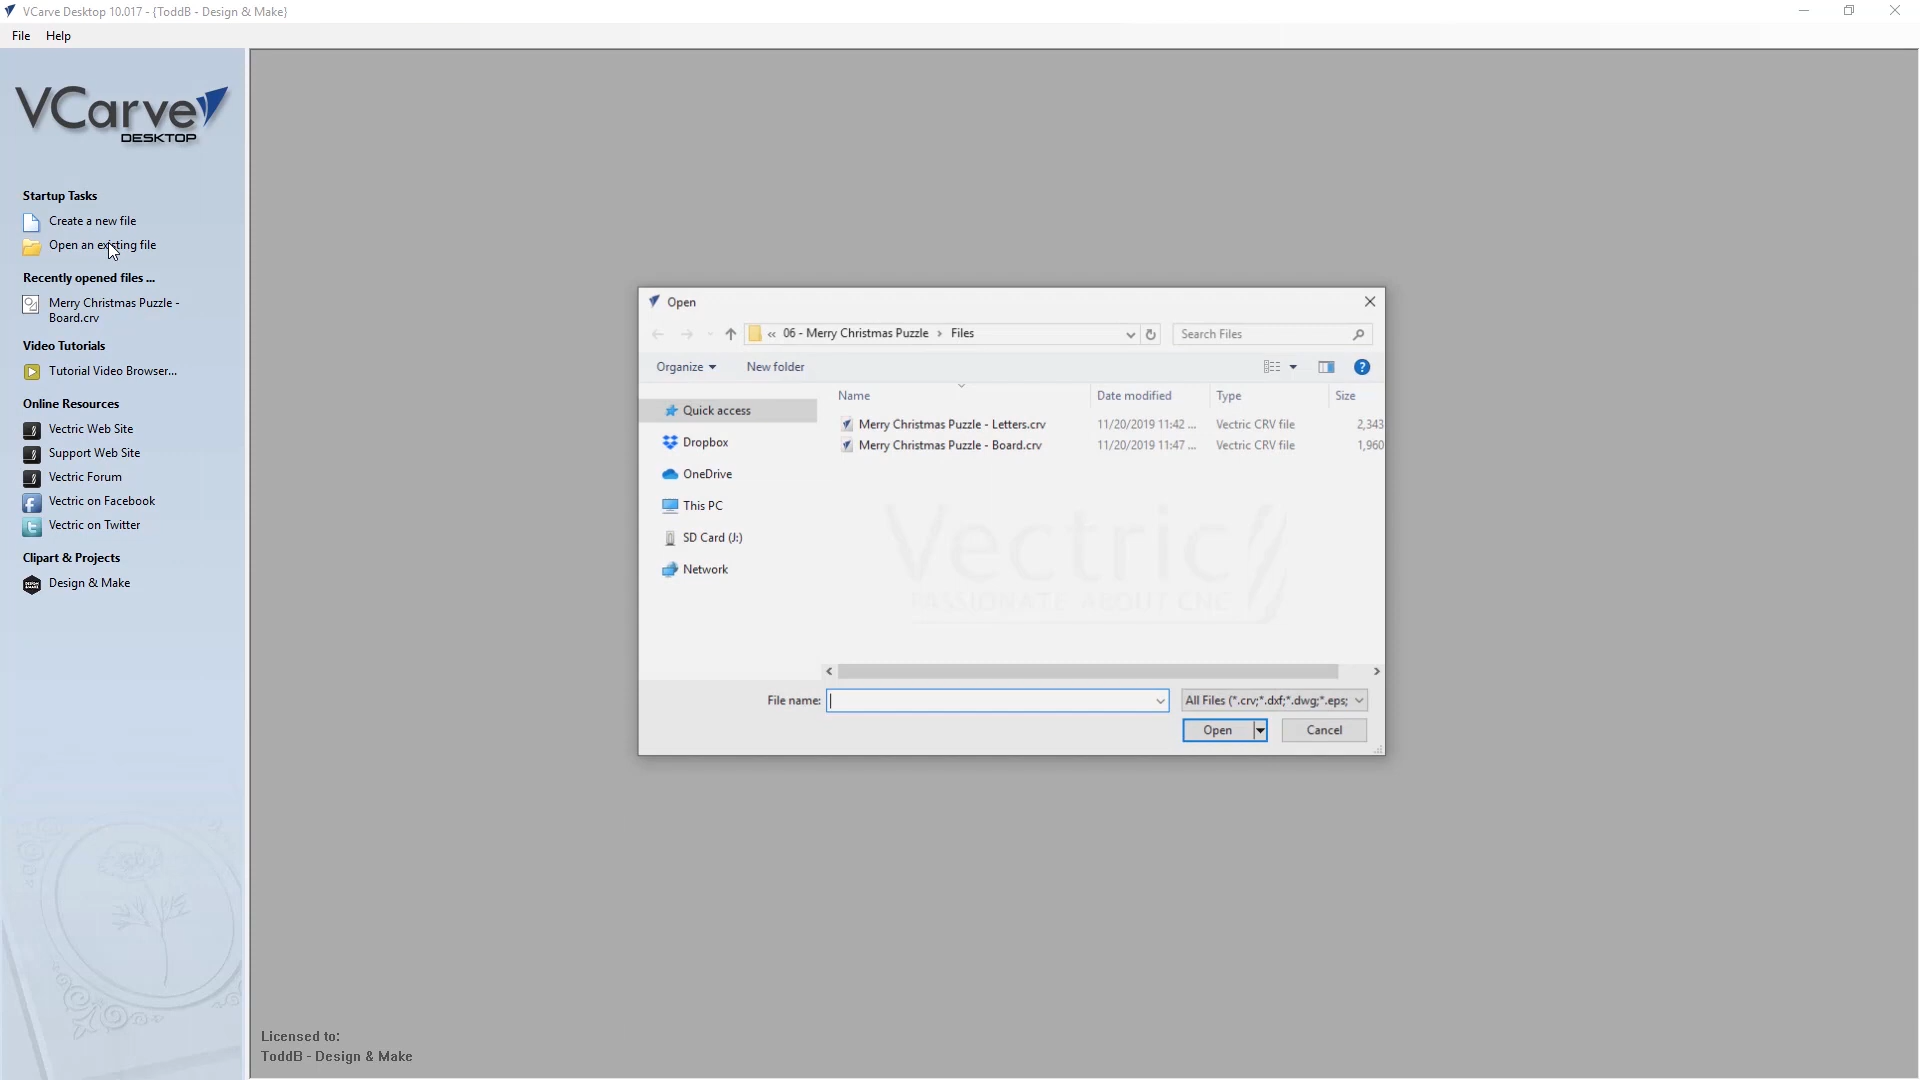 VCarve Desktop 10.017 - {ToddB - Design & Make}
File Help
VCarve
DESKTOP
Startup Tasks
Create a new file
Open an existing file
Recently opened files ...
Merry Christmas Puzzle -
Board.crv
Video Tutorials
Tutorial Video Browser...
Online Resources
Vectric Web Site
Support Web Site
Vectric Forum
Vectric on Facebook
Vectric on Twitter
Clipart & Projects
Design & Make
Open
« 06 - Merry Christmas Puzzle › Files
Search Files
Organize New folder
Name Date modified Type Size
Quick access
Dropbox
OneDrive
This PC
SD Card (J:)
Network
Merry Christmas Puzzle - Letters.crv 11/20/2019 11:42 ... Vectric CRV file 2,343
Merry Christmas Puzzle - Board.crv 11/20/2019 11:47 ... Vectric CRV file 1,960
Vectric
PASSIONATE ABOUT CNC
File name: All Files (*.crv;*.dxf;*.dwg;*.eps;
Open Cancel
Licensed to:
ToddB - Design & Make